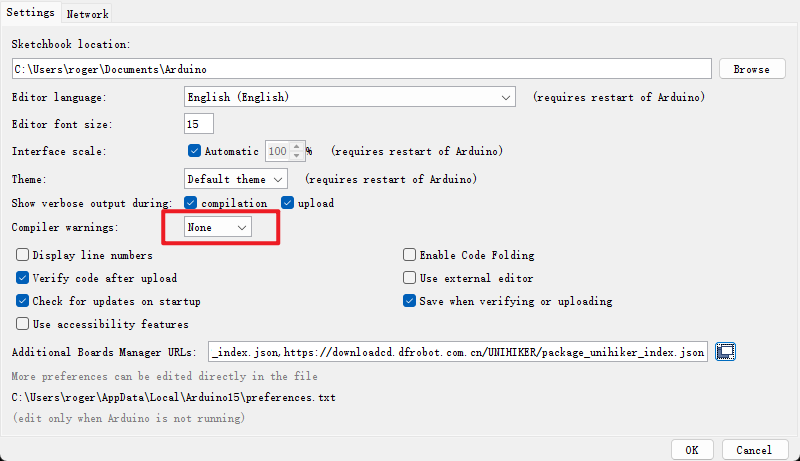 Settings Network
Sketchbook location:
C:\Users\roger\Documents\Arduino Browse
Editor language: English (English) (requires restart of Arduino)
Editor font size: 15
Interface scale: Automatic 100 % (requires restart of Arduino)
Theme: Default theme (requires restart of Arduino)
Show verbose output during: compilation upload
Compiler warnings: None
Display line numbers Enable Code Folding
Verify code after upload Use external editor
Check for updates on startup Save when verifying or uploading
Use accessibility features
Additional Boards Manager URLs: _index.json,https://downloadcd.dfrobot.com.cn/UNIHIKER/package_unihiker_index.json
More preferences can be edited directly in the file
C:\Users\roger\AppData\Local\Arduino15\preferences.txt
(edit only when Arduino is not running)
OK Cancel